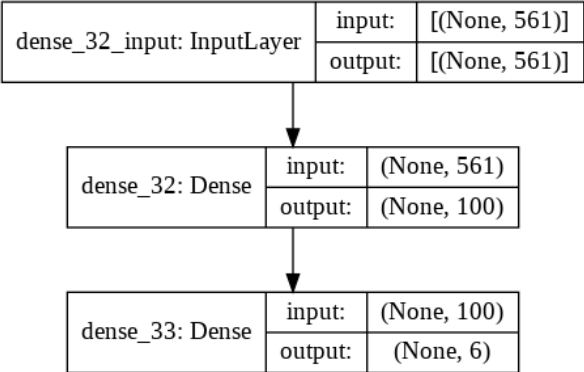 dense_32_input: InputLayer
input: [(None, 561)]
output: [(None, 561)]
dense_32: Dense
input: (None, 561)
output: (None, 100)
dense_33: Dense
input: (None, 100)
output: (None, 6)